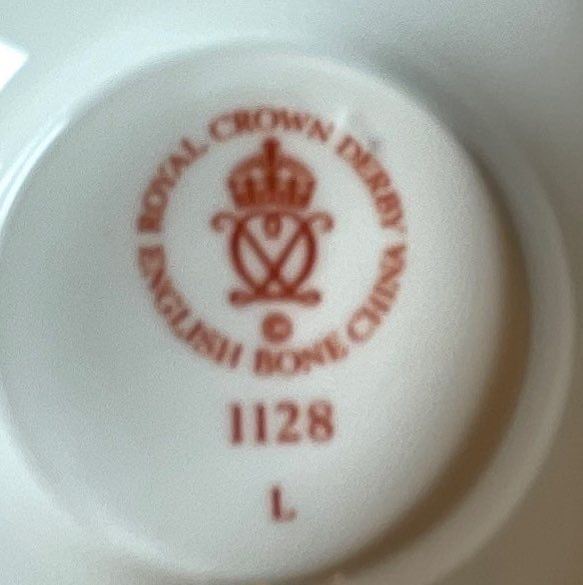 ROYAL CROWN DERBY
ENGLISH BONE CHINA
©
1128
L